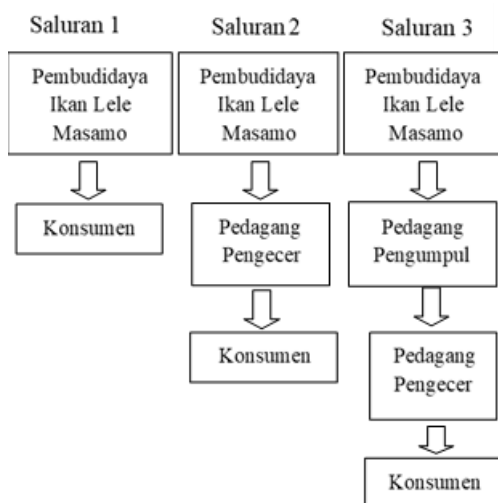 Saluran 1
Pembudidaya
Ikan Lele
Masamo
Konsumen
Saluran 2
Pembudidaya
Ikan Lele
Masamo
Pedagang
Pengecer
Konsumen
Saluran 3
Pembudidaya
Ikan Lele
Masamo
Pedagang
Pengumpul
Pedagang
Pengecer
Konsumen